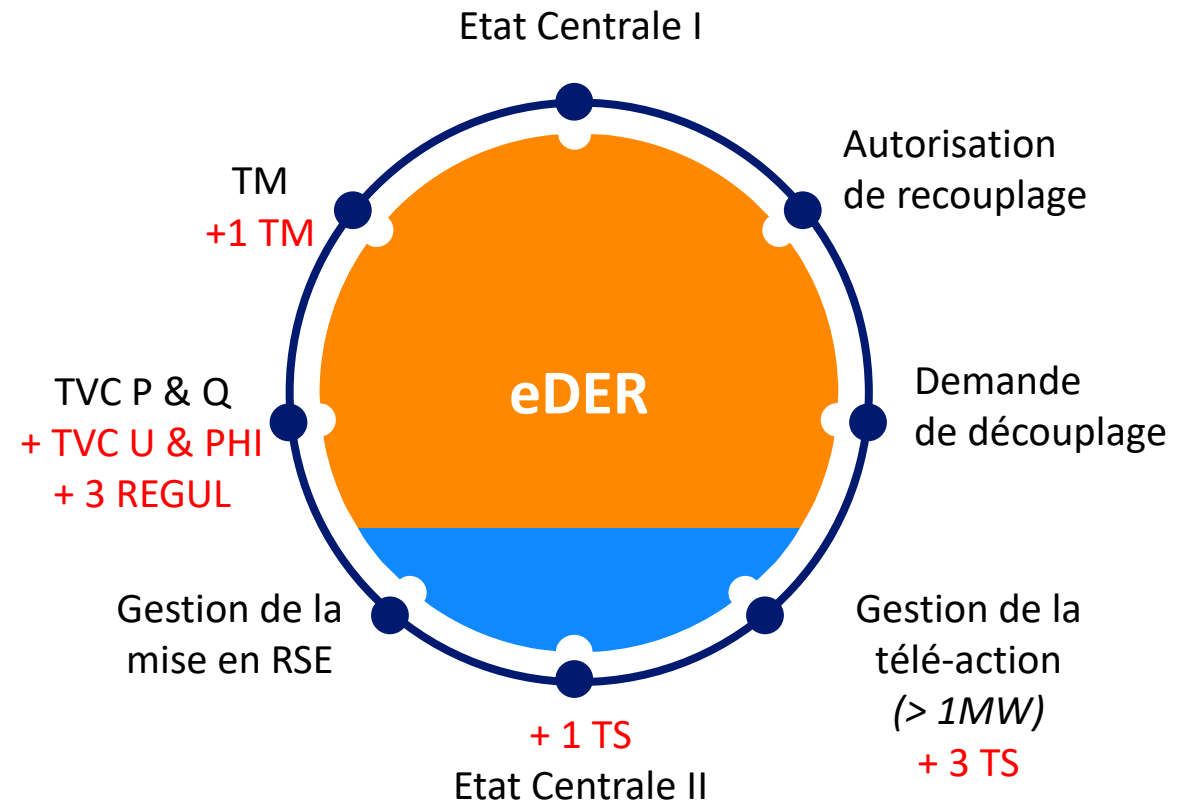 Etat Centrale I
Autorisation
de recouplage
TM
+1 TM
eDER
Demande
de découplage
TVC P & Q
+ TVC U & PHI
+ 3 REGUL
Gestion de la
mise en RSE
Gestion de la
télé-action
(> 1MW)
+ 3 TS
+ 1 TS
Etat Centrale II